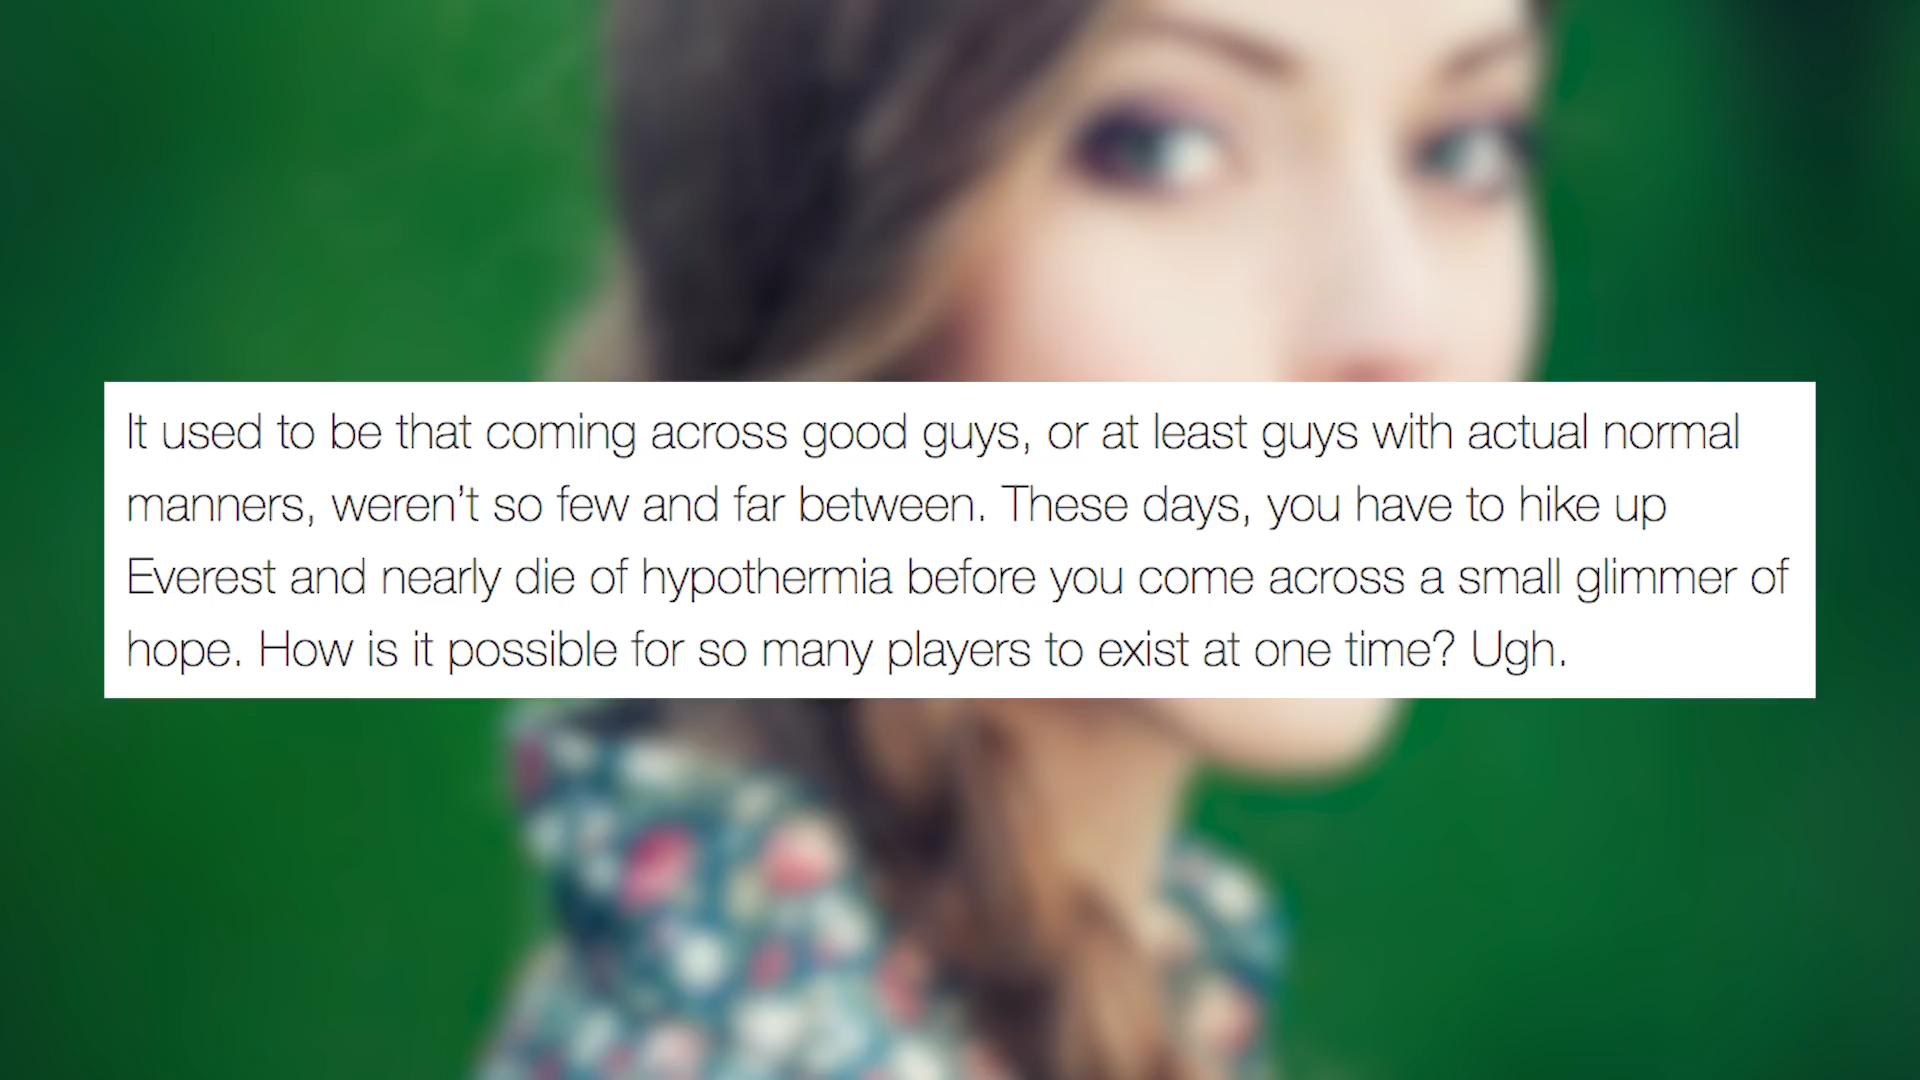 It used to be that coming across good guys, or at least guys with actual normal
manners, weren’t so few and far between. These days, you have to hike up
Everest and nearly die of hypothermia before you come across a small glimmer of
hope. How is it possible for so many players to exist at one time? Ugh.